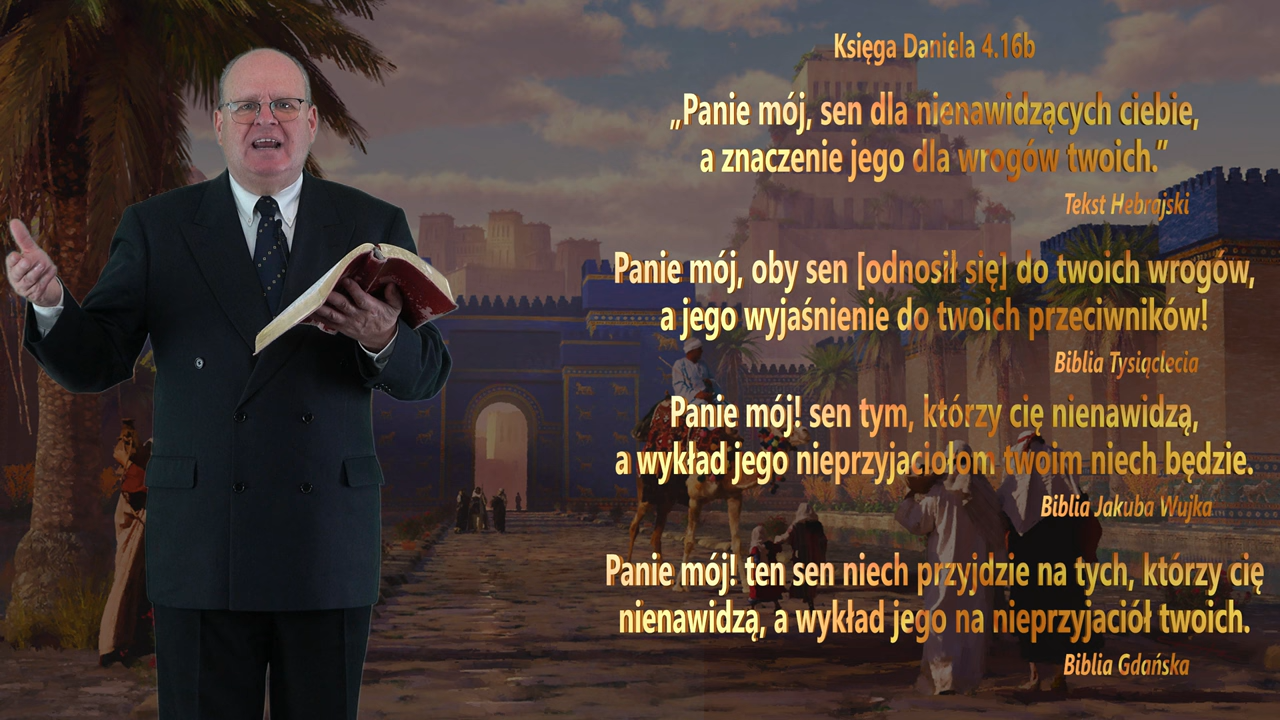 Księga Daniela 4.16b
„Panie mój, sen dla nienawidzących ciebie,
a znaczenie jego dla wrogów twoich.”
Tekst Hebrajski
Panie mój, oby sen [odnosił się] do twoich wrogów,
a jego wyjaśnienie do twoich przeciwników!
Biblia Tysiąclecia
Panie mój! sen tym, którzy cię nienawidzą,
a wykład jego nieprzyjaciołom twoim niech będzie.
Biblia Jakuba Wujka
Panie mój! ten sen niech przyjdzie na tych, którzy cię
nienawidzą, a wykład jego na nieprzyjaciół twoich.
Biblia Gdańska